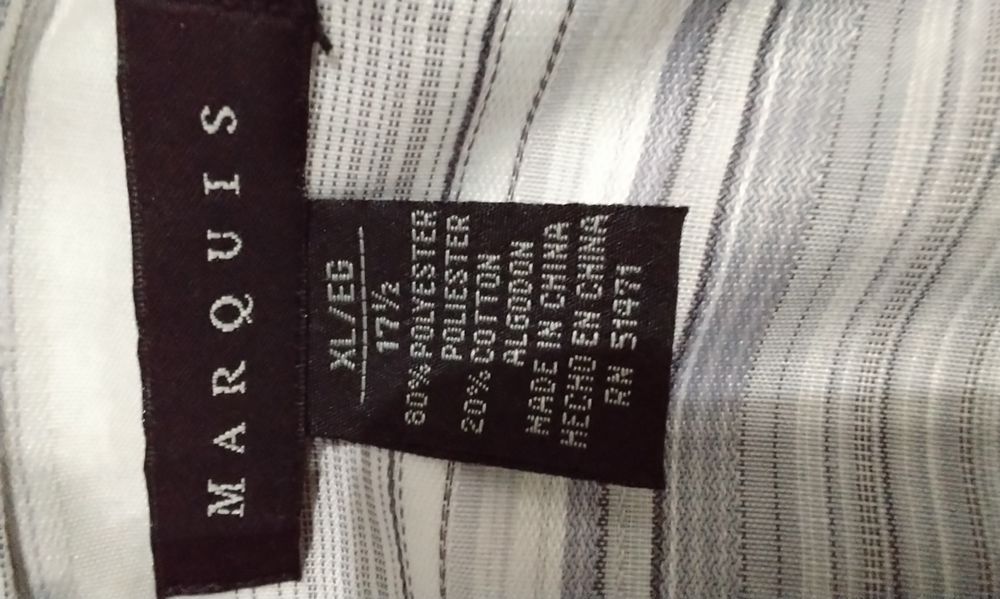 MARQUIS
XL/EG
17½
80% POLYESTER
POLIESTER
20% COTTON
ALGODON
MADE IN CHINA
HECHO EN CHINA
RN 51471